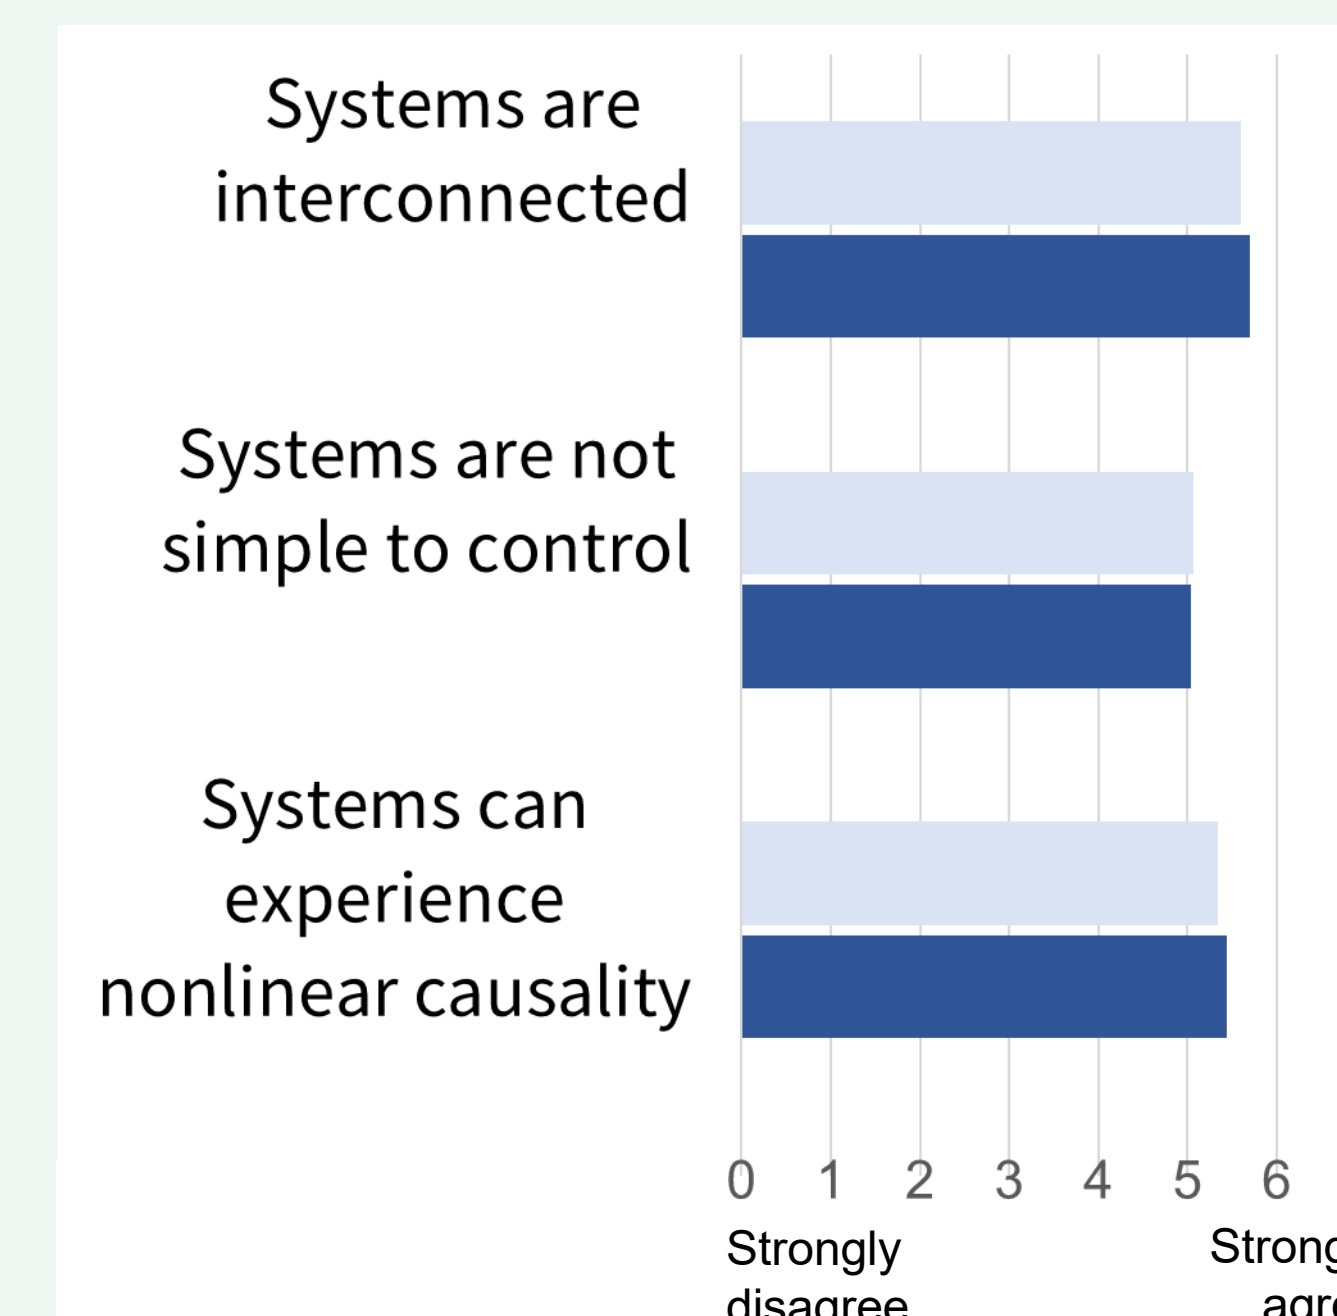 Systems are
interconnected
Systems are not
simple to control
Systems can
experience
nonlinear causality
0 1 2 3 4 5 6
Strongly
disagree